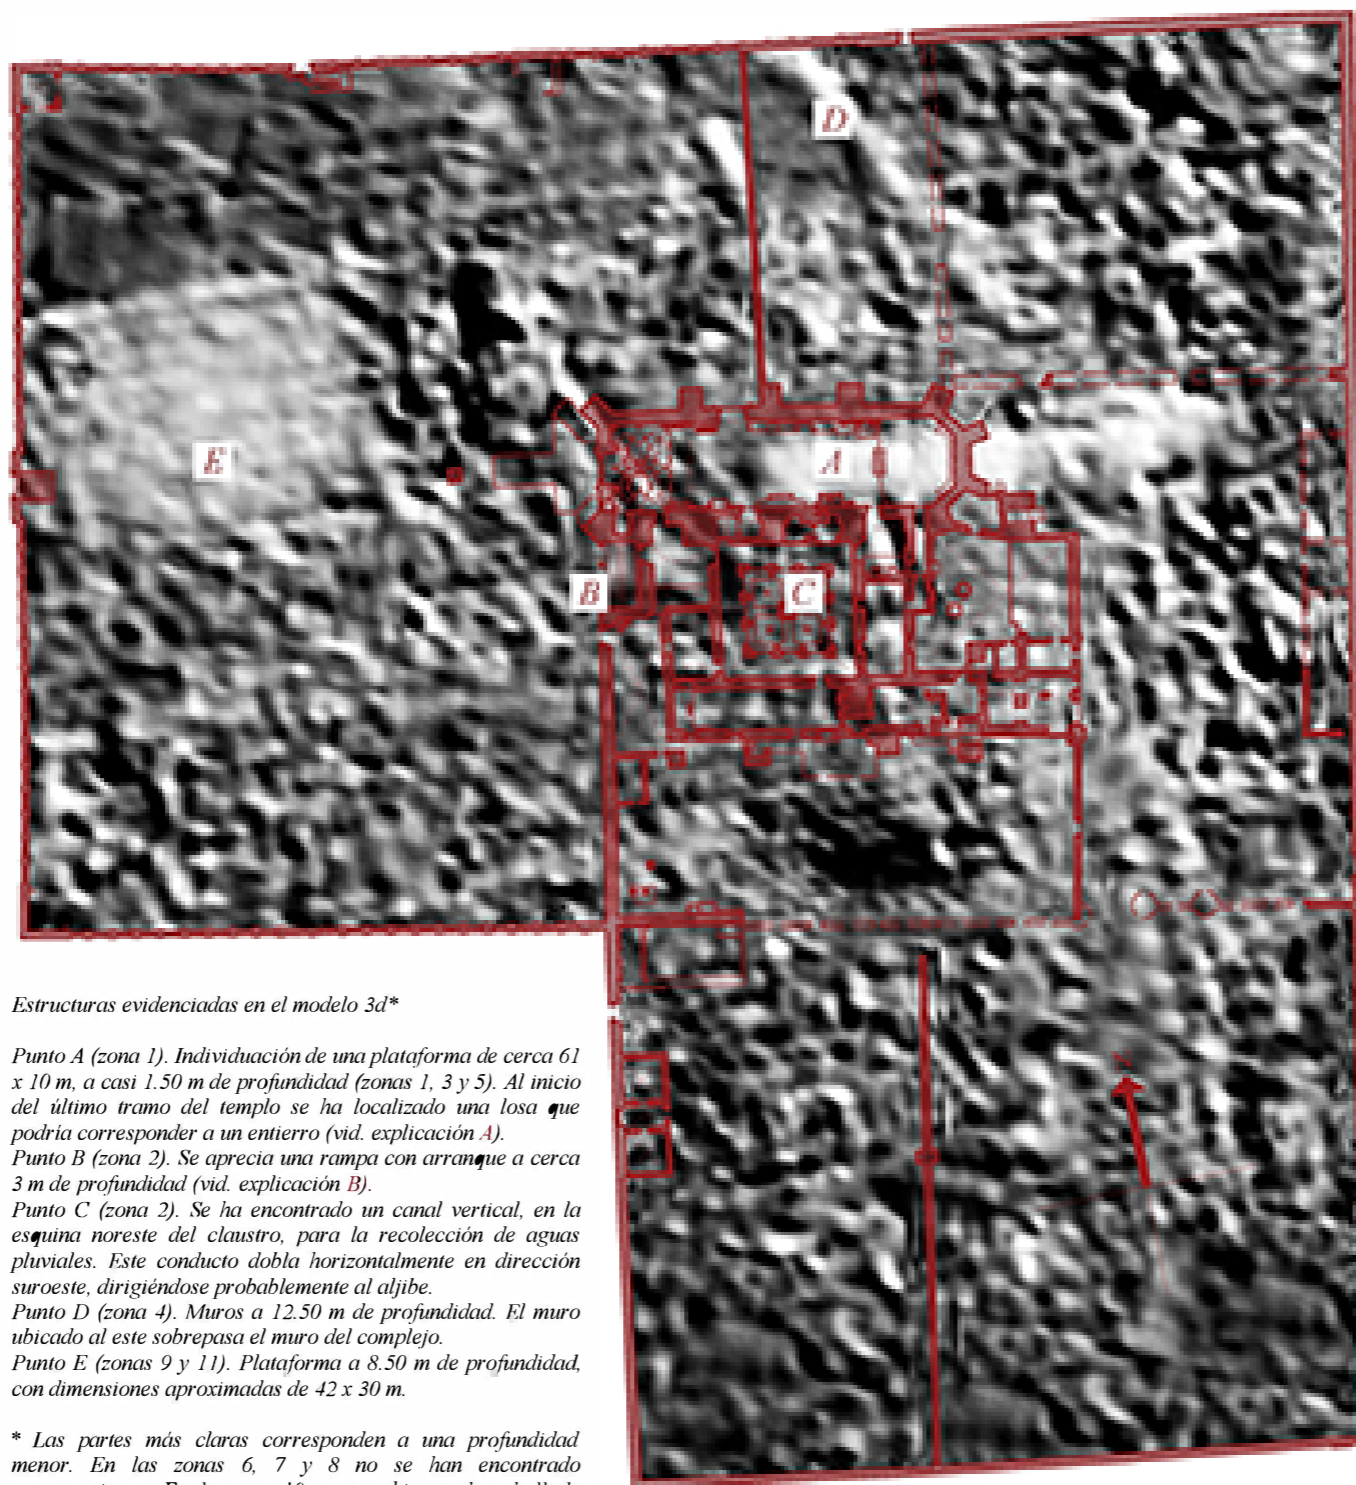 D
E
A
B
C
Estructuras evidenciadas en el modelo 3d*
Punto A (zona 1). Individuación de una plataforma de cerca 61
x 10 m, a casi 1.50 m de profundidad (zonas 1, 3 y 5). Al inicio
del último tramo del templo se ha localizado una losa que
podría corresponder a un entierro (vid. explicación A).
Punto B (zona 2). Se aprecia una rampa con arranque a cerca
3 m de profundidad (vid. explicación B).
Punto C (zona 2). Se ha encontrado un canal vertical, en la
esquina noreste del claustro, para la recolección de aguas
pluviales. Este conducto dobla horizontalmente en dirección
suroeste, dirigiéndose probablemente al aljibe.
Punto D (zona 4). Muros a 12.50 m de profundidad. El muro
ubicado al este sobrepasa el muro del complejo.
Punto E (zonas 9 y 11). Plataforma a 8.50 m de profundidad,
con dimensiones aproximadas de 42 x 30 m.
* Las partes más claras corresponden a una profundidad
menor. En las zonas 6, 7 y 8 no se han encontrado